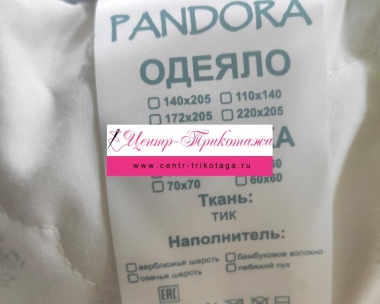 PANDORA
ОДЕЯЛО
140x205 110x140
172x205 220x205
Центр-Трикотажа
www.centr-trikotaga.ru
70x70 60x60
Ткань:
ТИК
Наполнитель:
верблюжья шерсть бамбуковое волокно
овечья шерсть лебяжий пух
EAC